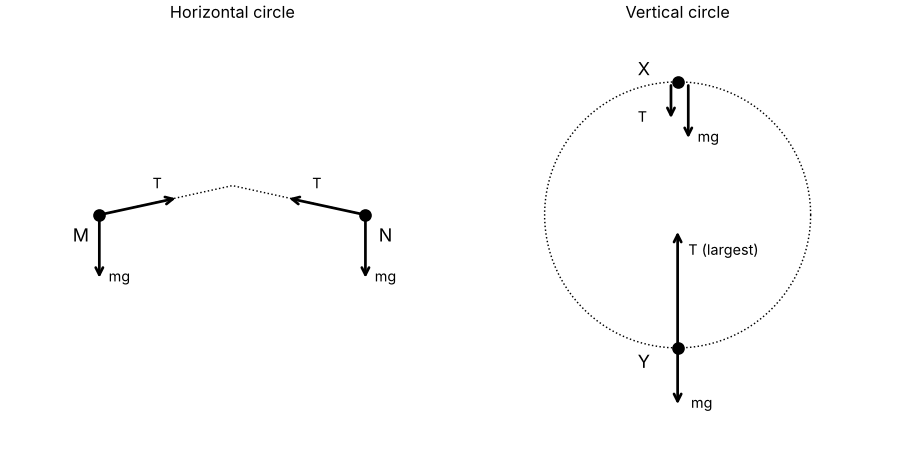 Horizontal circle
T
T
M
N
mg
mg
Vertical circle
X
T
mg
T (largest)
Y
mg